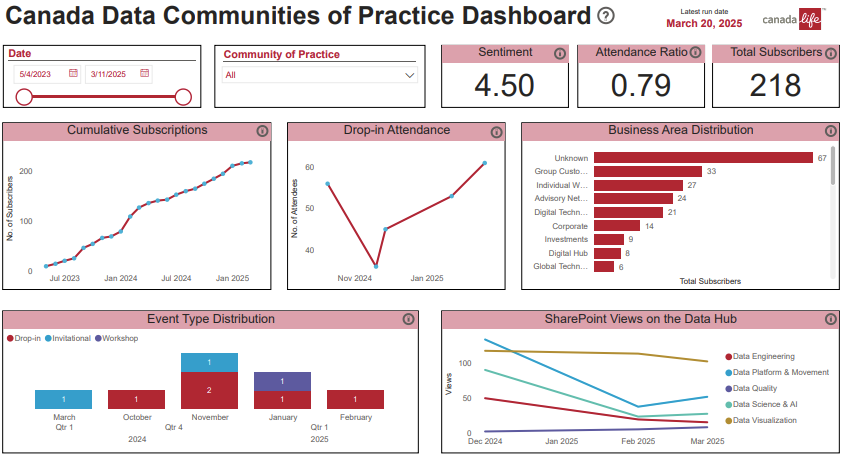 Canada Data Communities of Practice Dashboard ?
Latest run date
March 20, 2025
canada life
Date
5/4/2023 3/11/2025
Community of Practice
All
Sentiment
4.50
Attendance Ratio
0.79
Total Subscribers
218
Cumulative Subscriptions
No. of Subscribers
200
100
0
Jul 2023 Jan 2024 Jul 2024 Jan 2025
Drop-in Attendance
No. of Attendees
60
50
40
Nov 2024 Jan 2025
Business Area Distribution
Unknown 67
Group Custo... 33
Individual W... 27
Advisory Net... 24
Digital Techn... 21
Corporate 14
Investments 9
Digital Hub 8
Global Techn... 6
Total Subscribers
Event Type Distribution
Drop-in Invitational Workshop
1
1
1
2
1
1
1
March October November January February
Qtr 1 Qtr 4 Qtr 1
2024 2025
SharePoint Views on the Data Hub
Views
100
50
0
Dec 2024 Jan 2025 Feb 2025 Mar 2025
Data Engineering
Data Platform & Movement
Data Quality
Data Science & AI
Data Visualization